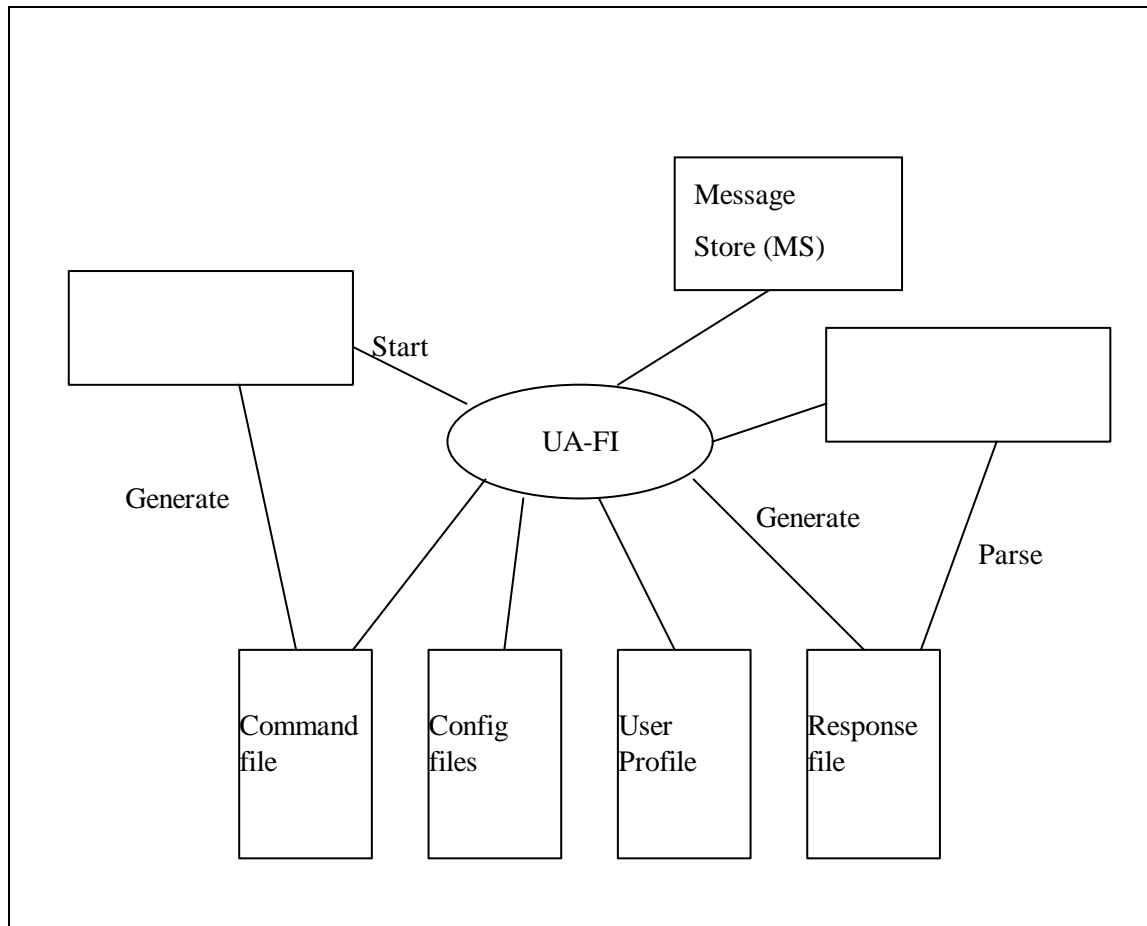 Message
Store (MS)
Start
UA-FI
Generate
Generate
Parse
Command
file
Config
files
User
Profile
Response
file